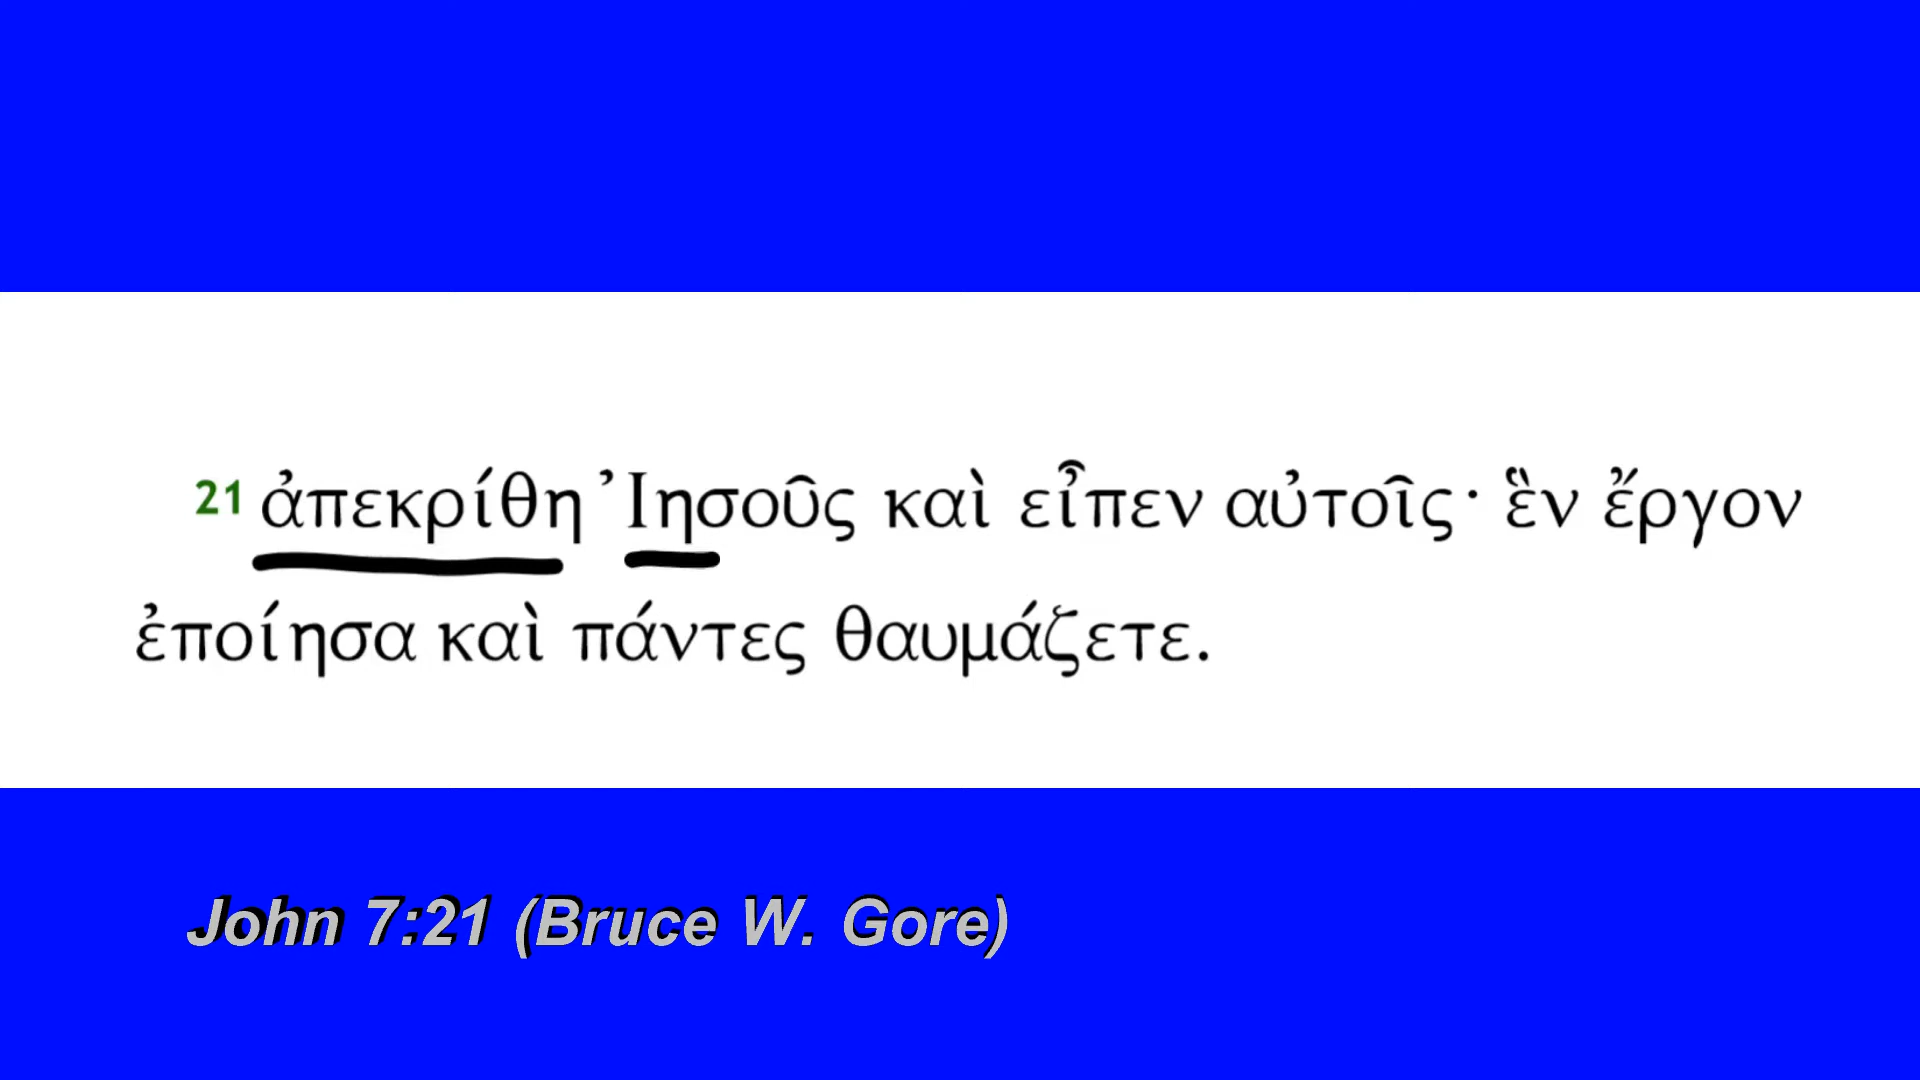 21 ἀπεκρίθη Ἰησοῦς καὶ εἶπεν αὐτοῖς· ἓν ἔργον
ἐποίησα καὶ πάντες θαυμάζετε.
John 7:21 (Bruce W. Gore)